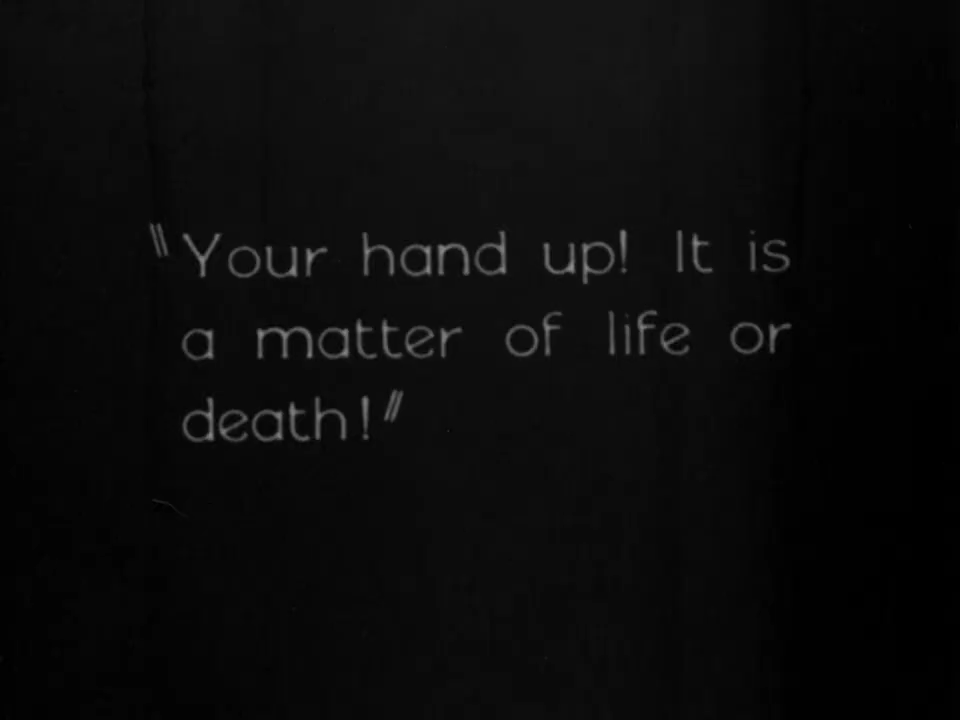 "Your hand up! It is
a matter of life or
death!"